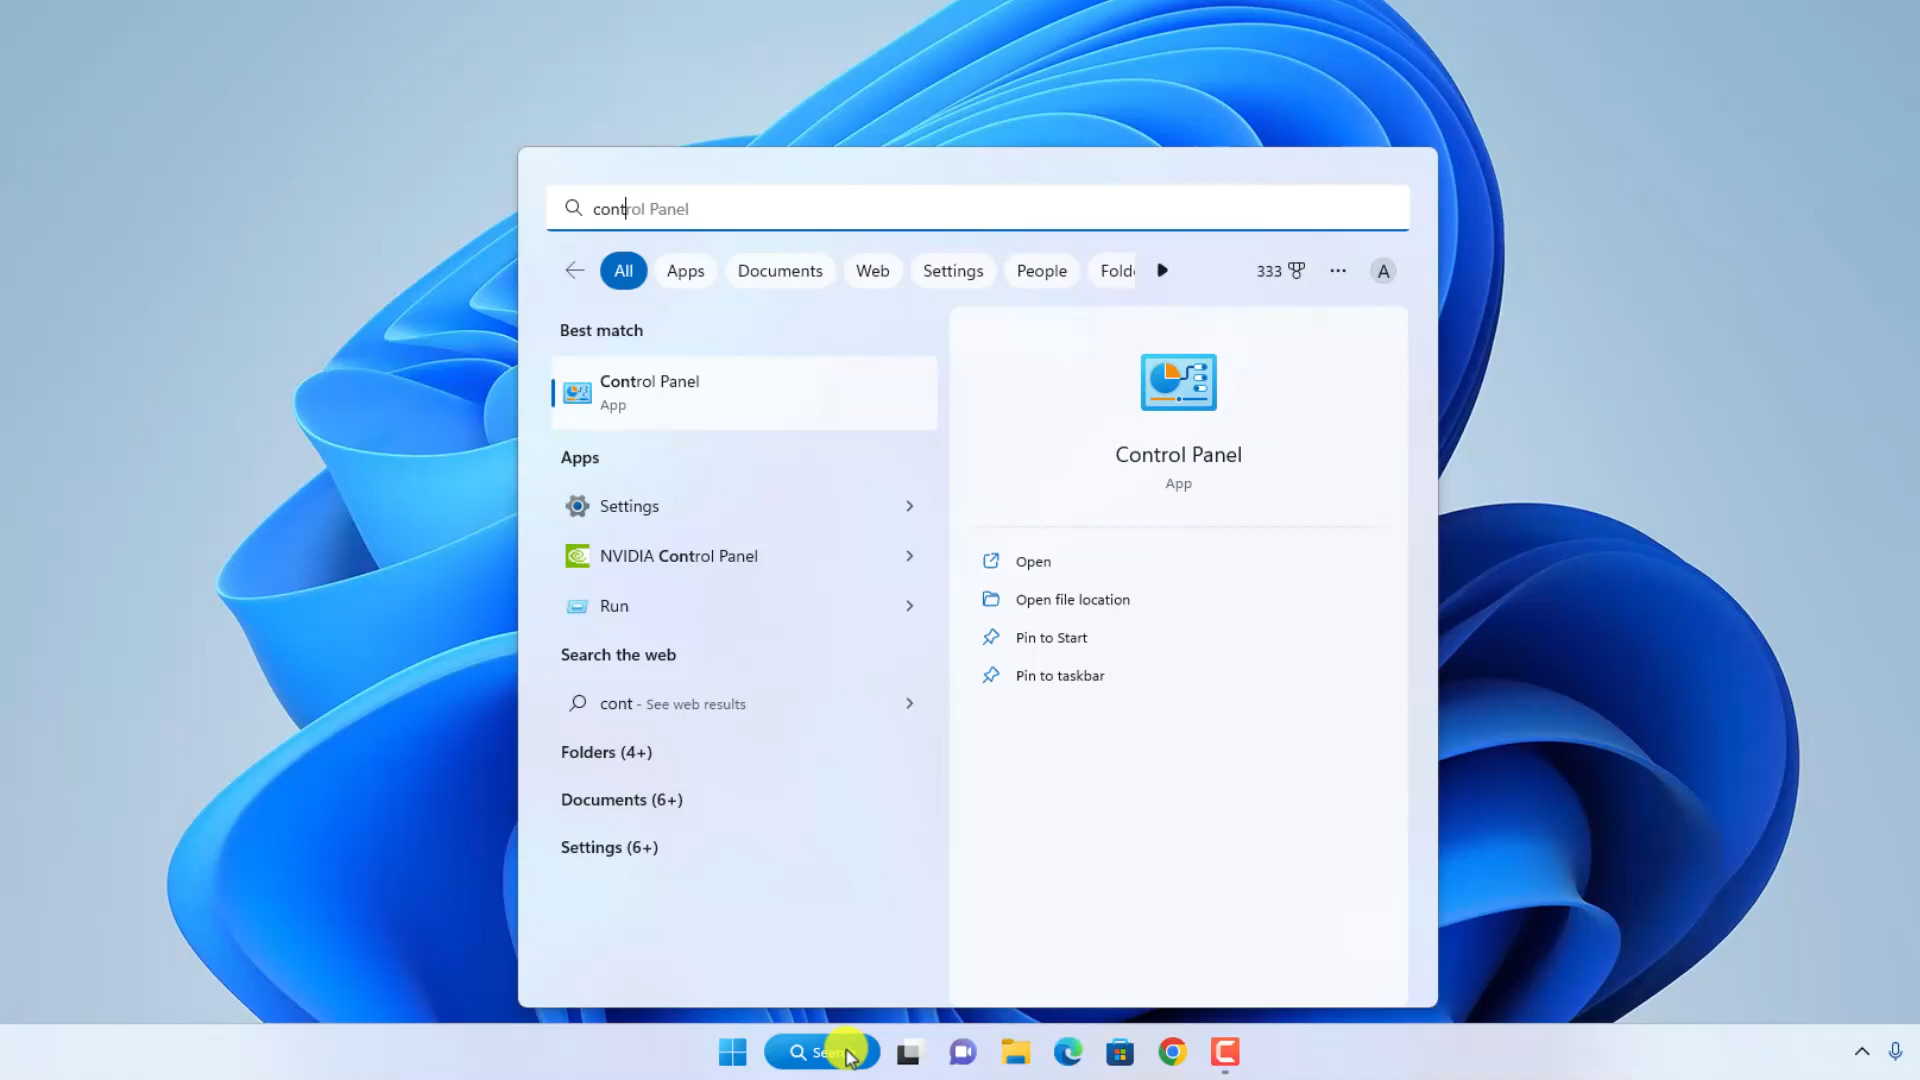 control Panel
All Apps Documents Web Settings People Fold 333 A
Best match
Control Panel
App
Apps
Settings
NVIDIA Control Panel
Run
Search the web
cont - See web results
Folders (4+)
Documents (6+)
Settings (6+)
Control Panel
App
Open
Open file location
Pin to Start
Pin to taskbar